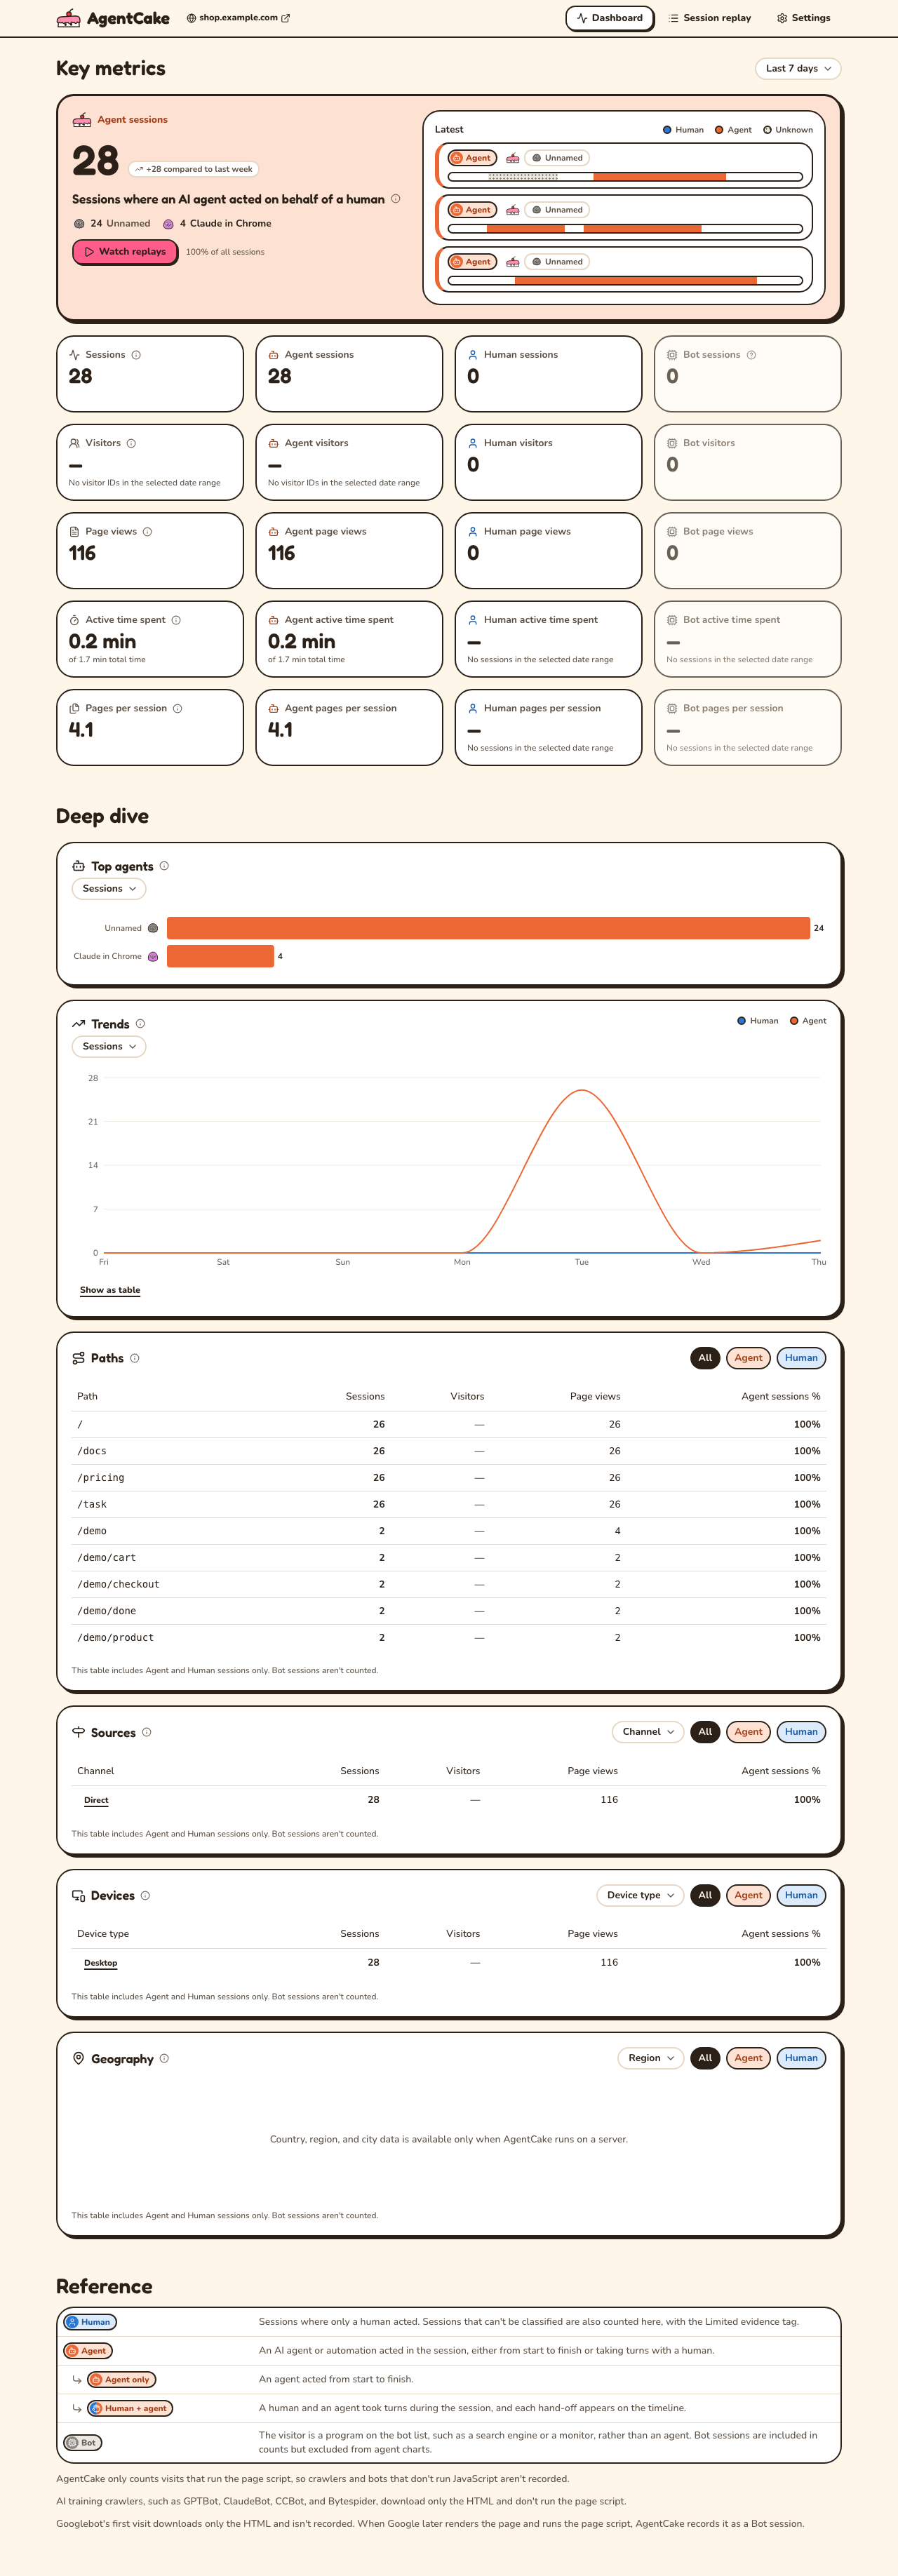 AgentCake
shop.example.com
Dashboard
Session replay
Settings
Key metrics
Last 7 days
Agent sessions
28
+28 compared to last week
Sessions where an AI agent acted on behalf of a human
24 Unnamed
4 Claude in Chrome
Watch replays
100% of all sessions
Latest
Human
Agent
Unknown
Agent
Unnamed
Agent
Unnamed
Agent
Unnamed
Sessions
28
Agent sessions
28
Human sessions
0
Bot sessions
0
Visitors
—
No visitor IDs in the selected date range
Agent visitors
—
No visitor IDs in the selected date range
Human visitors
0
Bot visitors
0
Page views
116
Agent page views
116
Human page views
0
Bot page views
0
Active time spent
0.2 min
of 1.7 min total time
Agent active time spent
0.2 min
of 1.7 min total time
Human active time spent
—
No sessions in the selected date range
Bot active time spent
—
No sessions in the selected date range
Pages per session
4.1
Agent pages per session
4.1
Human pages per session
—
No sessions in the selected date range
Bot pages per session
—
No sessions in the selected date range
Deep dive
Top agents
Sessions
Unnamed 24
Claude in Chrome 4
Trends
Human
Agent
Sessions
28
21
14
7
0
Fri Sat Sun Mon Tue Wed Thu
Show as table
Paths
All Agent Human
Path Sessions Visitors Page views Agent sessions %
/ 26 — 26 100%
/docs 26 — 26 100%
/pricing 26 — 26 100%
/task 26 — 26 100%
/demo 2 — 4 100%
/demo/cart 2 — 2 100%
/demo/checkout 2 — 2 100%
/demo/done 2 — 2 100%
/demo/product 2 — 2 100%
This table includes Agent and Human sessions only. Bot sessions aren't counted.
Sources
Channel All Agent Human
Channel Sessions Visitors Page views Agent sessions %
Direct 28 — 116 100%
This table includes Agent and Human sessions only. Bot sessions aren't counted.
Devices
Device type All Agent Human
Device type Sessions Visitors Page views Agent sessions %
Desktop 28 — 116 100%
This table includes Agent and Human sessions only. Bot sessions aren't counted.
Geography
Region All Agent Human
Country, region, and city data is available only when AgentCake runs on a server.
This table includes Agent and Human sessions only. Bot sessions aren't counted.
Reference
Human Sessions where only a human acted. Sessions that can't be classified are also counted here, with the Limited evidence tag.
Agent An AI agent or automation acted in the session, either from start to finish or taking turns with a human.
Agent only An agent acted from start to finish.
Human + agent A human and an agent took turns during the session, and each hand-off appears on the timeline.
Bot The visitor is a program on the bot list, such as a search engine or a monitor, rather than an agent. Bot sessions are included in
counts but excluded from agent charts.
AgentCake only counts visits that run the page script, so crawlers and bots that don't run JavaScript aren't recorded.
AI training crawlers, such as GPTBot, ClaudeBot, CCBot, and Bytespider, download only the HTML and don't run the page script.
Googlebot's first visit downloads only the HTML and isn't recorded. When Google later renders the page and runs the page script, AgentCake records it as a Bot session.